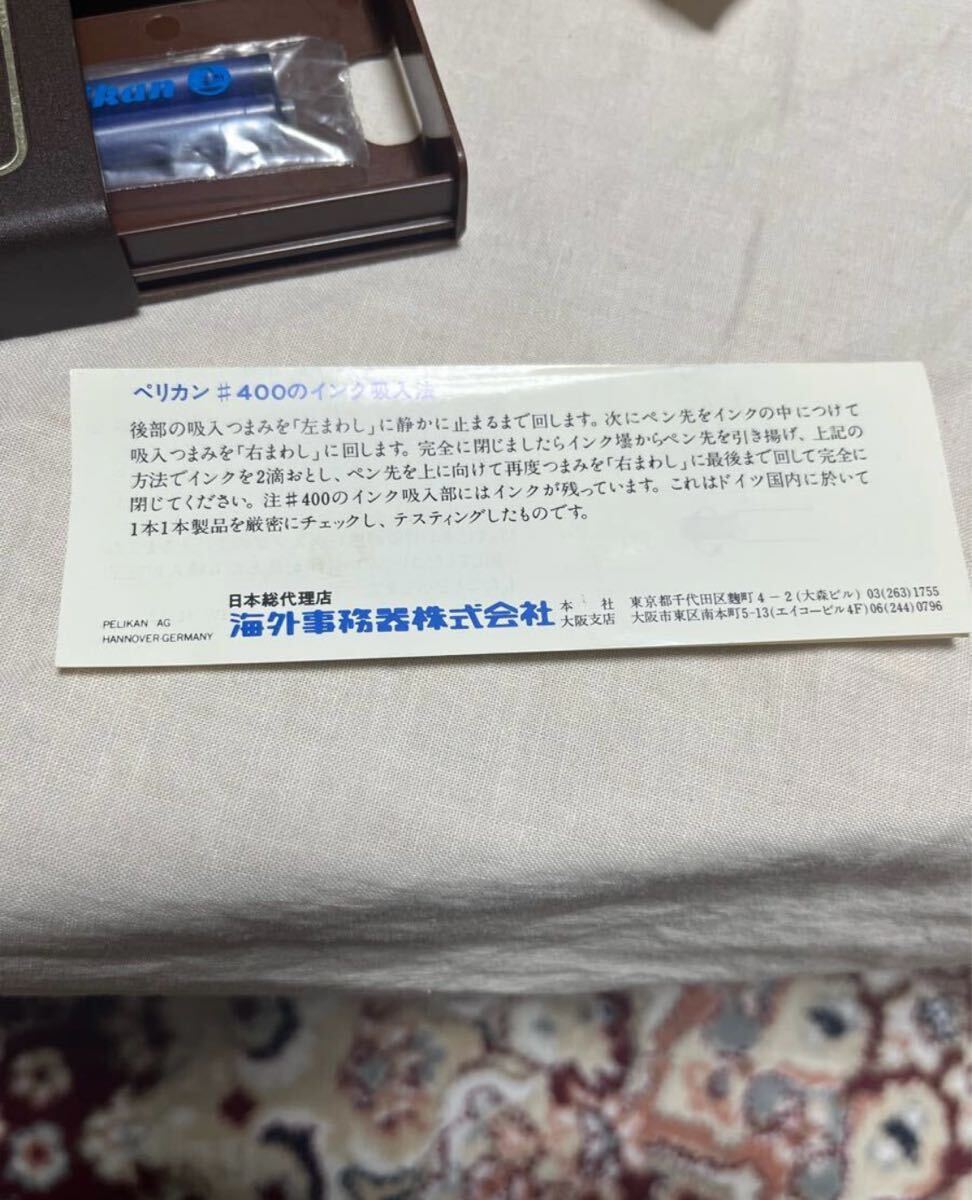 kan
ペリカン #400のインク吸入法
後部の吸入つまみを「左まわし」に静かに止まるまで回します。次にペン先をインクの中につけて
吸入つまみを「右まわし」に回します。完全に閉じましたらインク壜からペン先を引き揚げ、上記の
方法でインクを2滴おとし、ペン先を上に向けて再度つまみを「右まわし」に最後まで回して完全に
閉じてください。注#400のインク吸入部にはインクが残っています。これはドイツ国内に於いて
1本1本製品を厳密にチェックし、テスティングしたものです。
PELIKAN AG
HANNOVER-GERMANY
日本総代理店
海外事務器株式会社
本社 東京都千代田区麹町4-2(大森ビル) 03(263)1755
大阪支店 大阪市東区南本町5-13(エイコービル4F) 06(244)0796